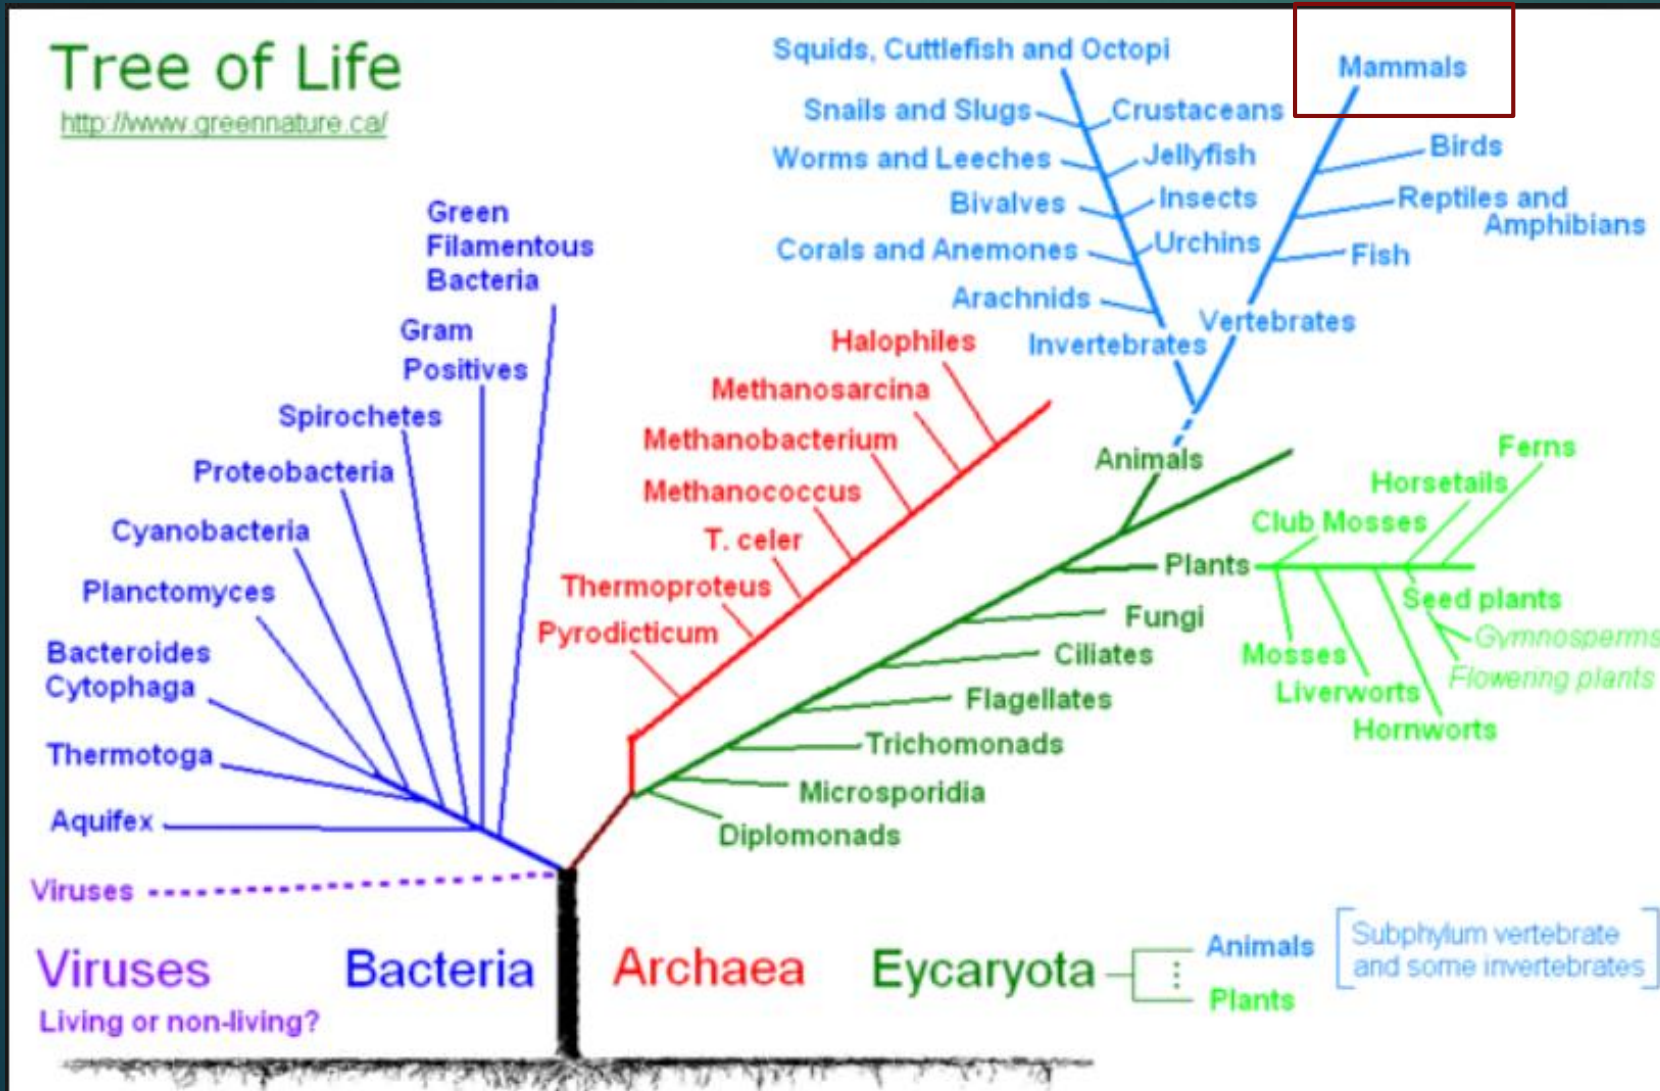 Tree of Life
http://www.greennature.ca/
Squids, Cuttlefish and Octopi
Mammals
Snails and Slugs
Crustaceans
Worms and Leeches
Jellyfish
Birds
Bivalves
Insects
Reptiles and
Amphibians
Corals and Anemones
Urchins
Fish
Arachnids
Invertebrates
Vertebrates
Green
Filamentous
Bacteria
Gram
Positives
Spirochetes
Proteobacteria
Cyanobacteria
Planctomyces
Bacteroides
Cytophaga
Thermotoga
Aquifex
Viruses
Halophiles
Methanosarcina
Methanobacterium
Methanococcus
T. celer
Thermoproteus
Pyrodicticum
Animals
Plants
Fungi
Ciliates
Flagellates
Trichomonads
Microsporidia
Diplomonads
Ferns
Horsetails
Club Mosses
Seed plants
Gymnosperms
Flowering plants
Mosses
Liverworts
Hornworts
Viruses
Living or non-living?
Bacteria
Archaea
Eycaryota
Animals
Plants
Subphylum vertebrate
and some invertebrates